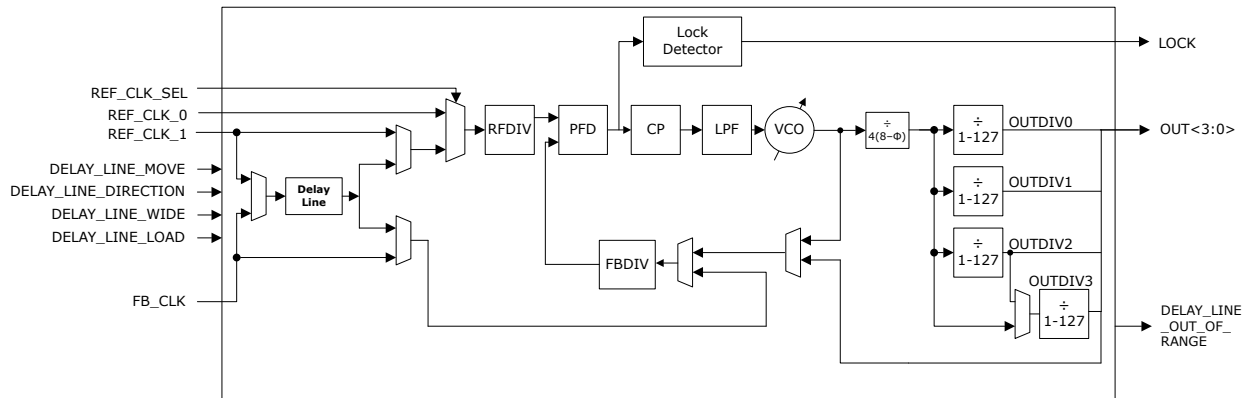 Lock
Detector
LOCK
REF_CLK_SEL
REF_CLK_0
REF_CLK_1
RFDIV
PFD
CP
LPF
VCO
÷
4(8–Φ)
÷
1-127
OUTDIV0
OUT<3:0>
DELAY_LINE_MOVE
DELAY_LINE_DIRECTION
DELAY_LINE_WIDE
DELAY_LINE_LOAD
Delay
Line
÷
1-127
OUTDIV1
÷
1-127
OUTDIV2
FBDIV
OUTDIV3
÷
1-127
FB_CLK
DELAY_LINE
_OUT_OF_
RANGE